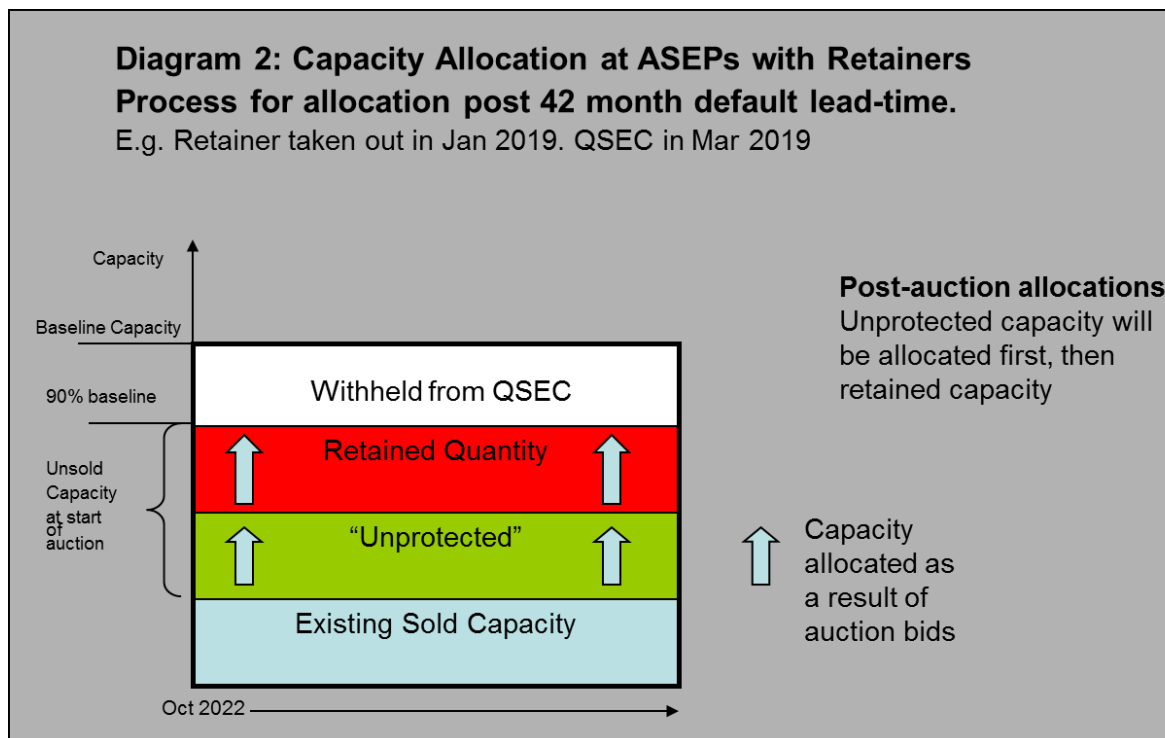 Diagram 2: Capacity Allocation at ASEPs with Retainers
Process for allocation post 42 month default lead-time.
E.g. Retainer taken out in Jan 2019. QSEC in Mar 2019
Capacity
Baseline Capacity
90% baseline
Unsold
Capacity
at start
of
auction
Withheld from QSEC
Retained Quantity
“Unprotected”
Existing Sold Capacity
Oct 2022
Post-auction allocations
Unprotected capacity will
be allocated first, then
retained capacity
Capacity
allocated as
a result of
auction bids